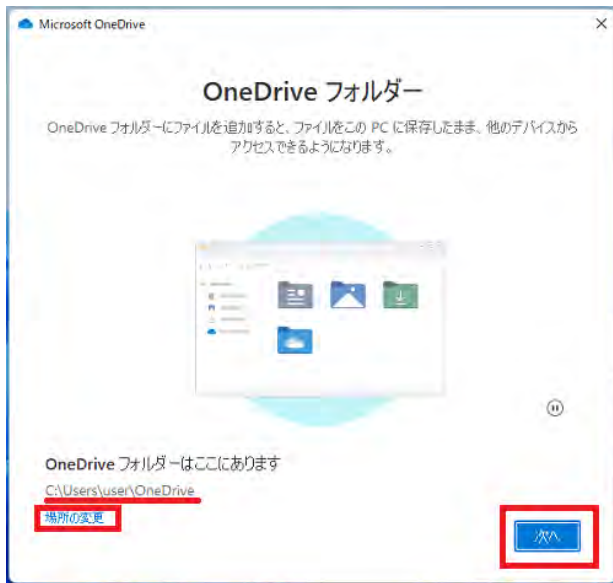 Microsoft OneDrive
OneDrive フォルダー
OneDrive フォルダーにファイルを追加すると、ファイルをこの PC に保存したまま、他のデバイスから
アクセスできるようになります。
OneDrive フォルダーはここにあります
C:\Users\user\OneDrive
場所の変更
次へ